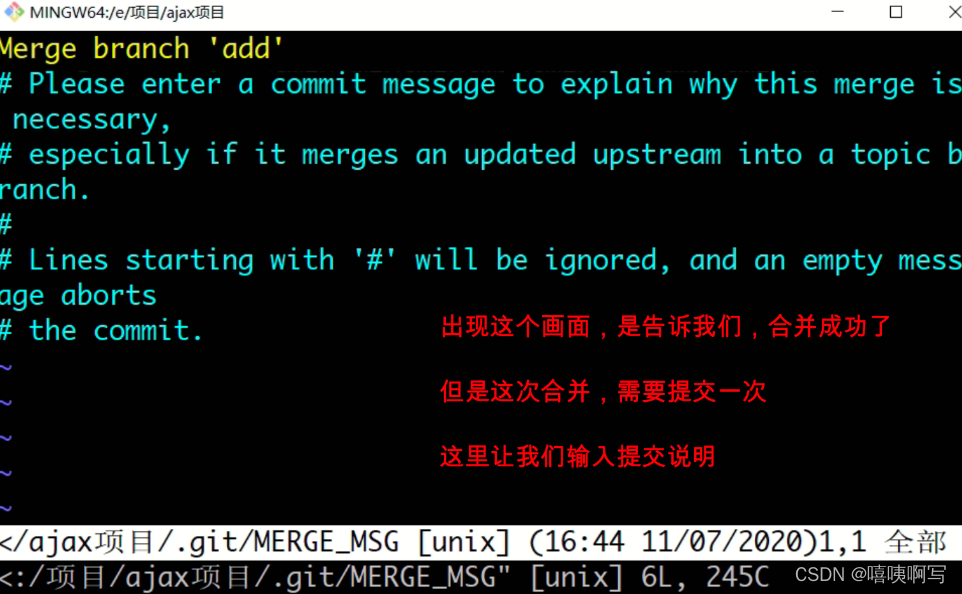 MINGW64:/e/项目/ajax项目
Merge branch 'add'
# Please enter a commit message to explain why this merge is
 necessary,
# especially if it merges an updated upstream into a topic b
ranch.
#
# Lines starting with '#' will be ignored, and an empty mess
age aborts
# the commit.
出现这个画面，是告诉我们，合并成功了
~
但是这次合并，需要提交一次
~
~
这里让我们输入提交说明
~
~
</ajax项目/.git/MERGE_MSG [unix] (16:44 11/07/2020)1,1 全部
<:/项目/ajax项目/.git/MERGE_MSG" [unix] 6L, 245C
CSDN @嘻咦啊写